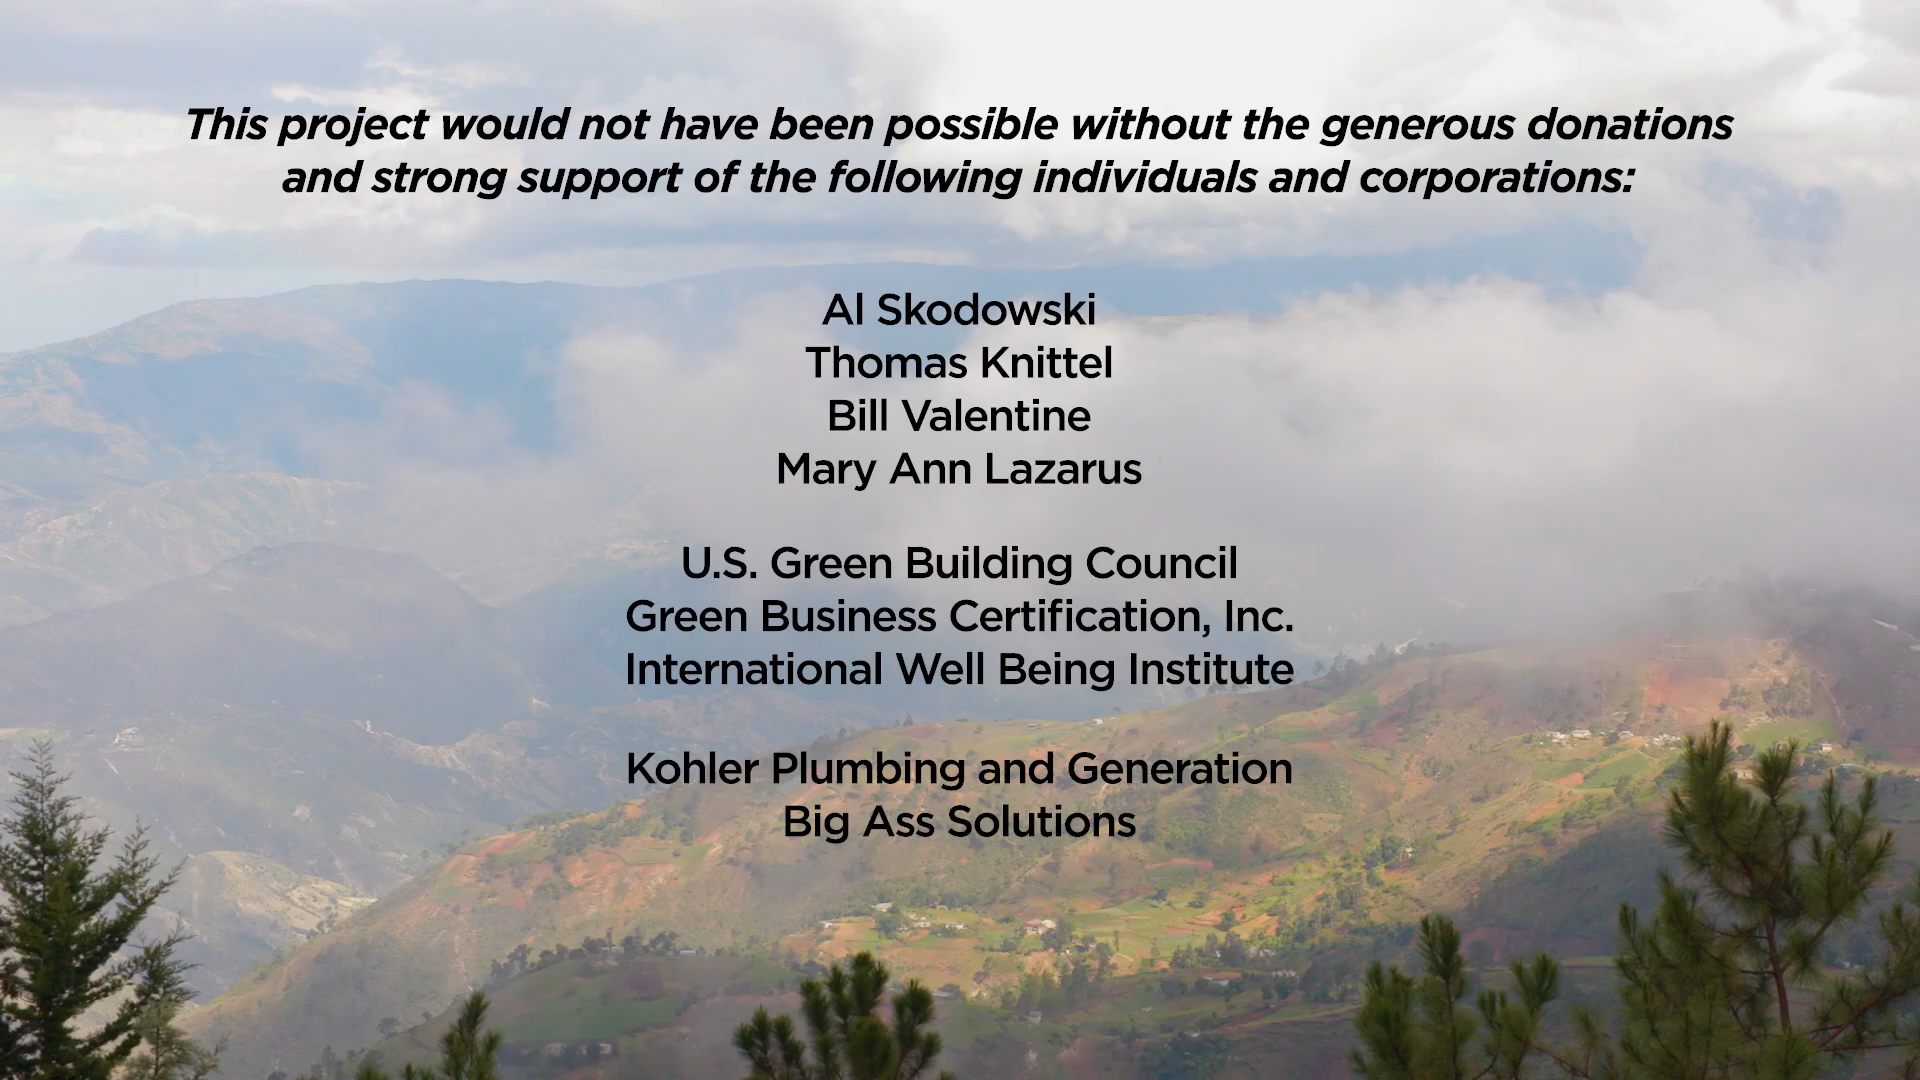 This project would not have been possible without the generous donations
and strong support of the following individuals and corporations:
Al Skodowski
Thomas Knittel
Bill Valentine
Mary Ann Lazarus
U.S. Green Building Council
Green Business Certification, Inc.
International Well Being Institute
Kohler Plumbing and Generation
Big Ass Solutions